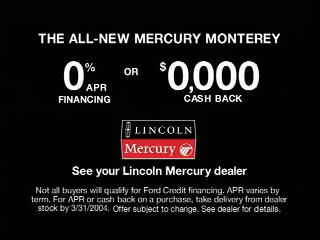 THE ALL-NEW MERCURY MONTEREY
0% APR FINANCING OR $0,000 CASH BACK
LINCOLN
Mercury
See your Lincoln Mercury dealer
Not all buyers will qualify for Ford Credit financing. APR varies by
term. For APR or cash back on a purchase, take delivery from dealer
stock by 3/31/2004. Offer subject to change. See dealer for details.